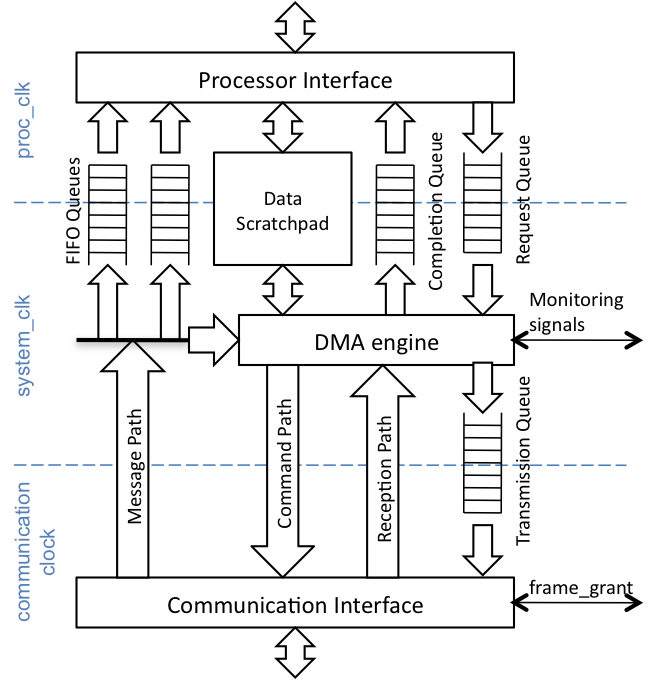 Processor Interface
proc_clk
FIFO Queues
Data
Scratchpad
Completion Queue
Request Queue
system_clk
DMA engine
Monitoring
signals
Message Path
Command Path
Reception Path
Transmission Queue
communication
clock
Communication Interface
frame_grant